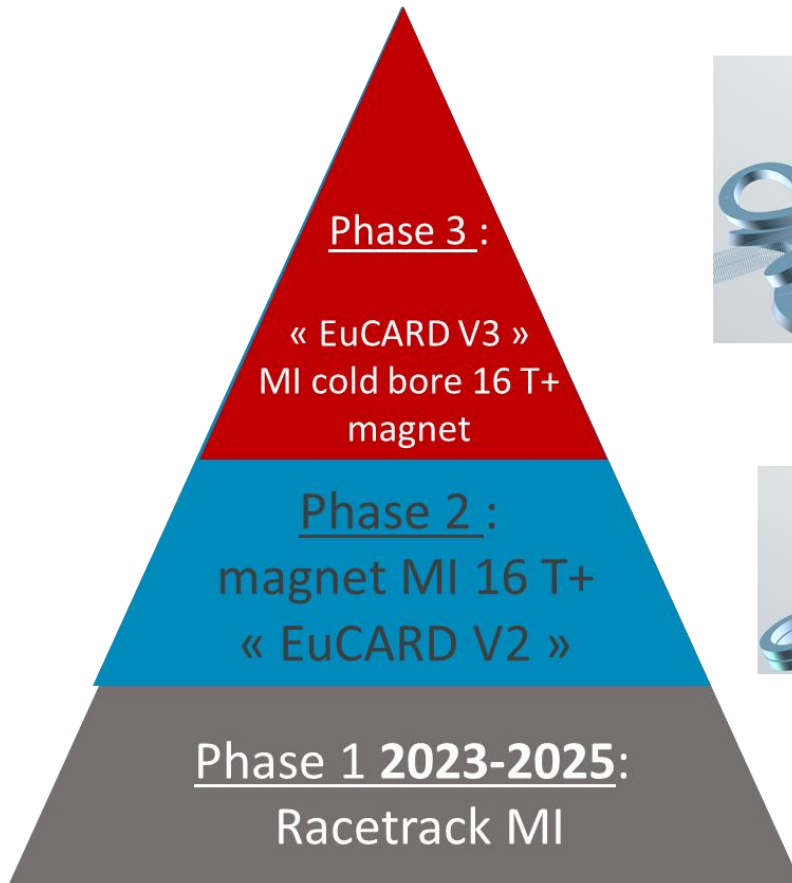 Phase 3 :
« EuCARD V3 »
MI cold bore 16 T+
magnet
Phase 2 :
magnet MI 16 T+
« EuCARD V2 »
Phase 1 2023-2025:
Racetrack MI